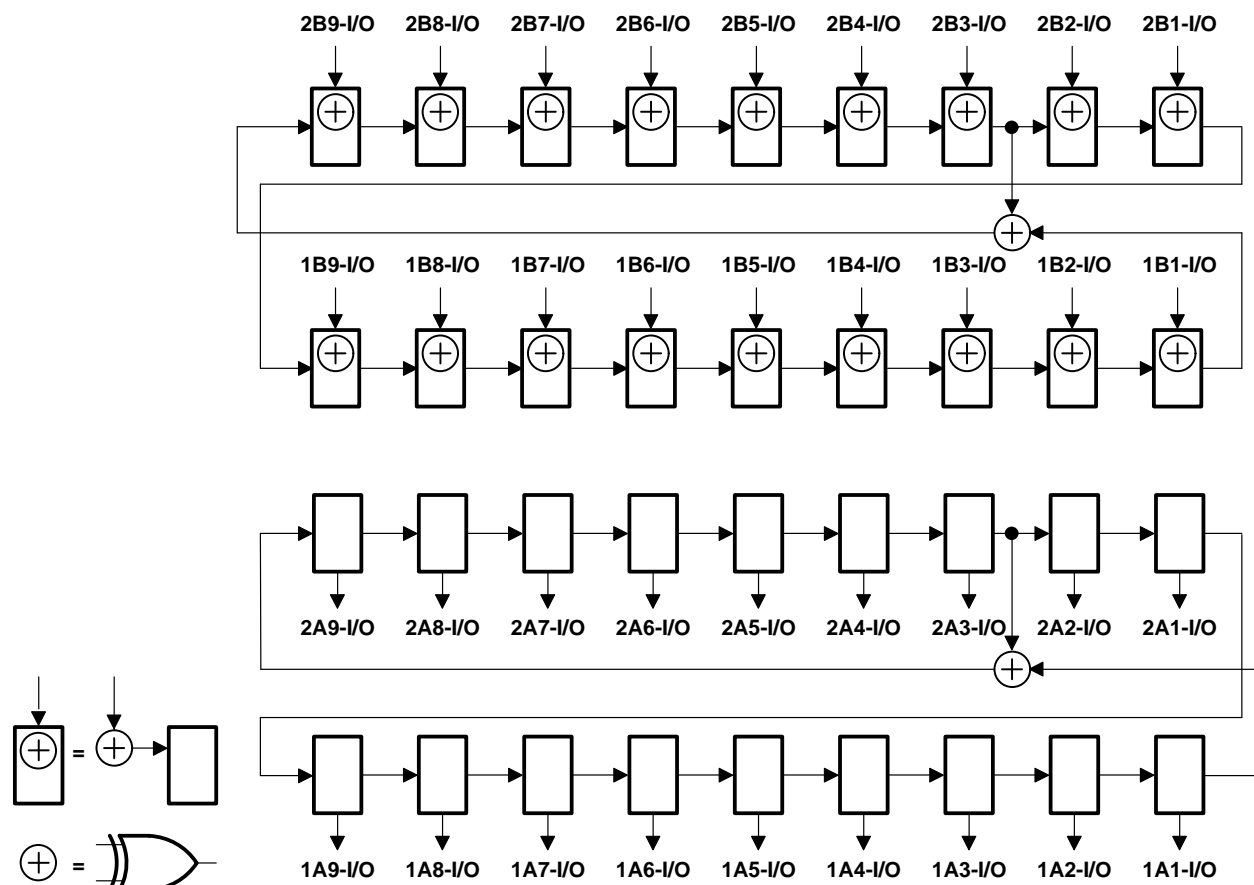 2B9-I/O 2B8-I/O 2B7-I/O 2B6-I/O 2B5-I/O 2B4-I/O 2B3-I/O 2B2-I/O 2B1-I/O
1B9-I/O 1B8-I/O 1B7-I/O 1B6-I/O 1B5-I/O 1B4-I/O 1B3-I/O 1B2-I/O 1B1-I/O
2A9-I/O 2A8-I/O 2A7-I/O 2A6-I/O 2A5-I/O 2A4-I/O 2A3-I/O 2A2-I/O 2A1-I/O
=
=
1A9-I/O 1A8-I/O 1A7-I/O 1A6-I/O 1A5-I/O 1A4-I/O 1A3-I/O 1A2-I/O 1A1-I/O